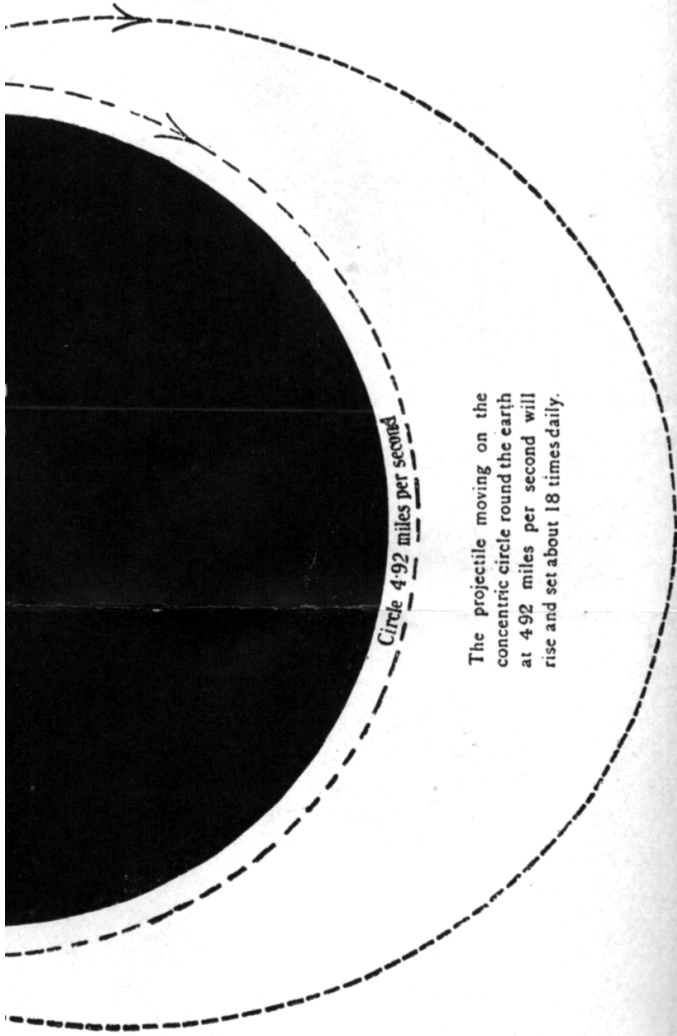 Circle 4·92 miles per second
The projectile moving on the
concentric circle round the earth
at 4 92 miles per second will
rise and set about 18 times daily.